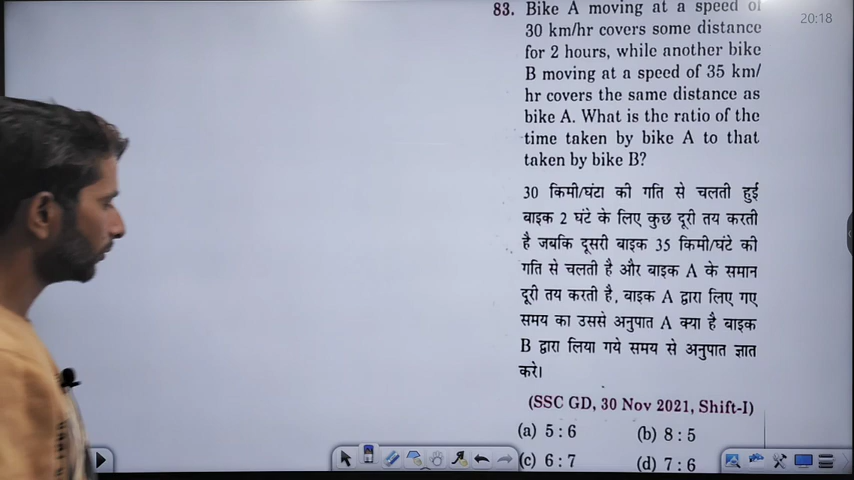 20:18
83. Bike A moving at a speed of
30 km/hr covers some distance
for 2 hours, while another bike
B moving at a speed of 35 km/
hr covers the same distance as
bike A. What is the ratio of the
time taken by bike A to that
taken by bike B?
30 किमी/घंटा की गति से चलती हुई
बाइक 2 घंटे के लिए कुछ दूरी तय करती
है जबकि दूसरी बाइक 35 किमी/घंटे की
गति से चलती है और बाइक A के समान
दूरी तय करती है, बाइक A द्वारा लिए गए
समय का उससे अनुपात A क्या है बाइक
B द्वारा लिया गये समय से अनुपात ज्ञात
करे।
(SSC GD, 30 Nov 2021, Shift-I)
(a) 5 : 6 (b) 8 : 5
(c) 6 : 7 (d) 7 : 6